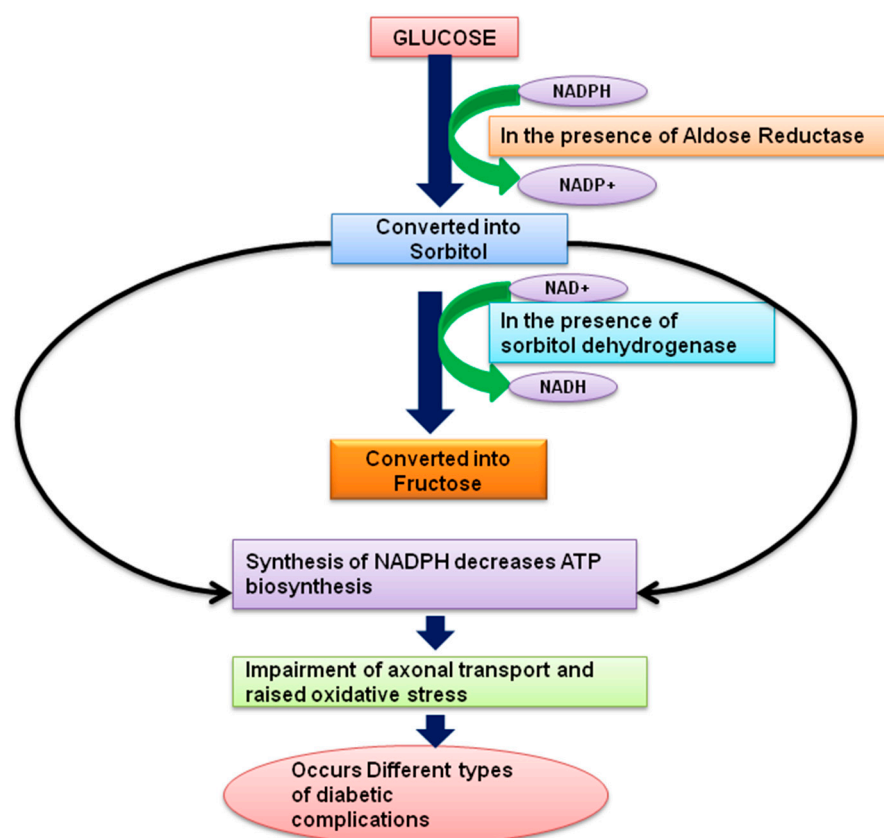 GLUCOSE
NADPH
In the presence of Aldose Reductase
NADP+
Converted into
Sorbitol
NAD+
In the presence of
sorbitol dehydrogenase
NADH
Converted into
Fructose
Synthesis of NADPH decreases ATP
biosynthesis
Impairment of axonal transport and
raised oxidative stress
Occurs Different types
of diabetic
complications